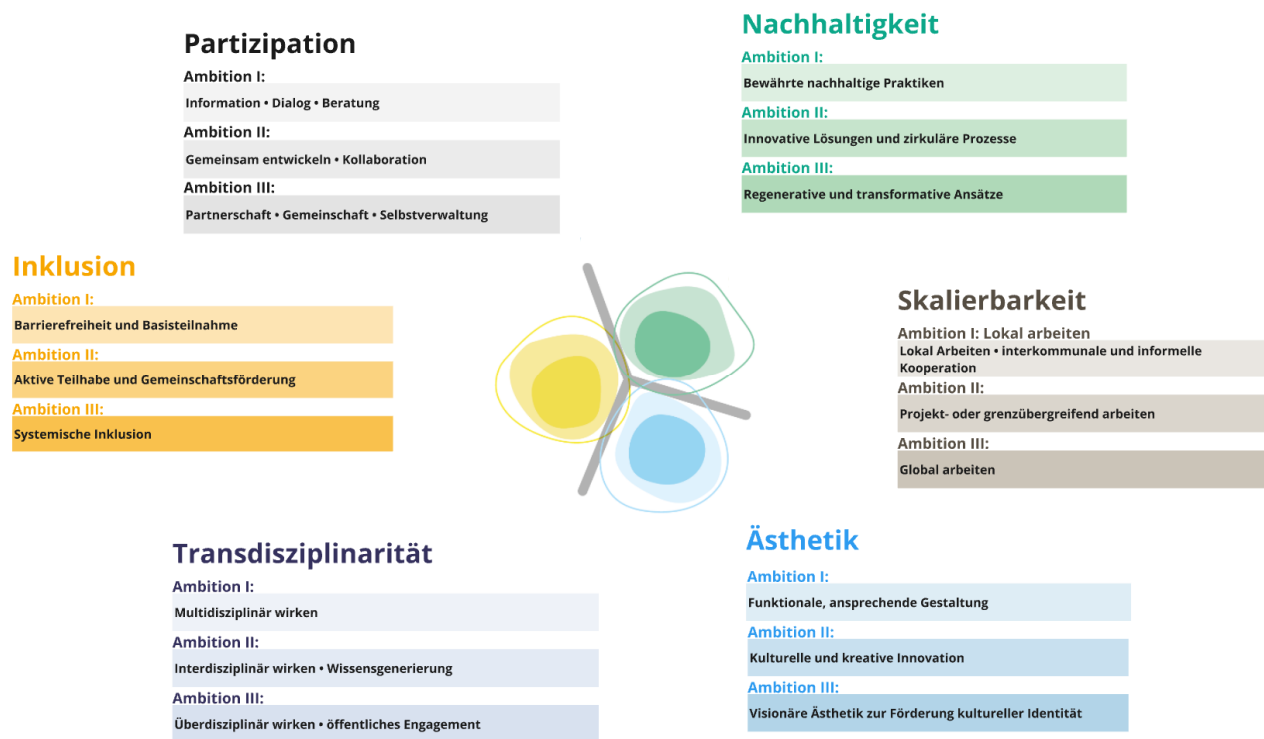 Partizipation
Ambition I:
Information • Dialog • Beratung
Ambition II:
Gemeinsam entwickeln • Kollaboration
Ambition III:
Partnerschaft • Gemeinschaft • Selbstverwaltung
Nachhaltigkeit
Ambition I:
Bewährte nachhaltige Praktiken
Ambition II:
Innovative Lösungen und zirkuläre Prozesse
Ambition III:
Regenerative und transformative Ansätze
Inklusion
Ambition I:
Barrierefreiheit und Basisteilnahme
Ambition II:
Aktive Teilhabe und Gemeinschaftsförderung
Ambition III:
Systemische Inklusion
Skalierbarkeit
Ambition I: Lokal arbeiten
Lokal Arbeiten • interkommunale und informelle
Kooperation
Ambition II:
Projekt- oder grenzübergreifend arbeiten
Ambition III:
Global arbeiten
Transdisziplinarität
Ambition I:
Multidisziplinär wirken
Ambition II:
Interdisziplinär wirken • Wissensgenerierung
Ambition III:
Überdisziplinär wirken • öffentliches Engagement
Ästhetik
Ambition I:
Funktionale, ansprechende Gestaltung
Ambition II:
Kulturelle und kreative Innovation
Ambition III:
Visionäre Ästhetik zur Förderung kultureller Identität